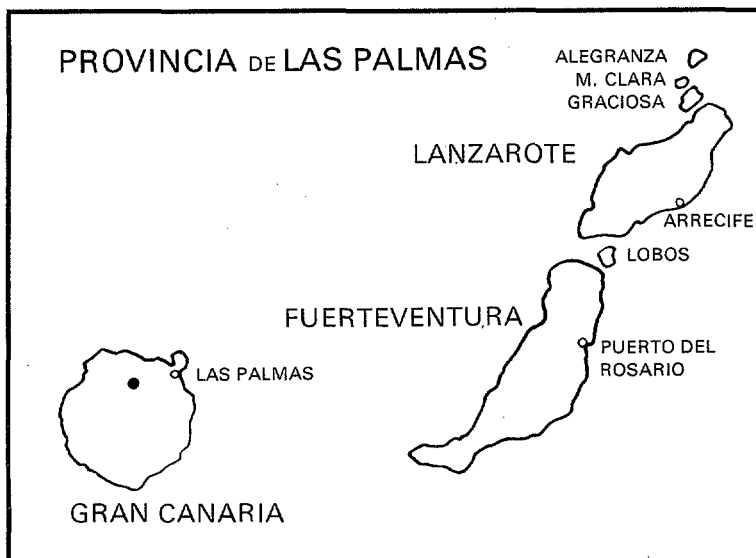 PROVINCIA DE LAS PALMAS
ALEGRANZA
M. CLARA
GRACIOSA
LANZAROTE
ARRECIFE
LOBOS
FUERTEVENTURA
PUERTO DEL
ROSARIO
LAS PALMAS
GRAN CANARIA